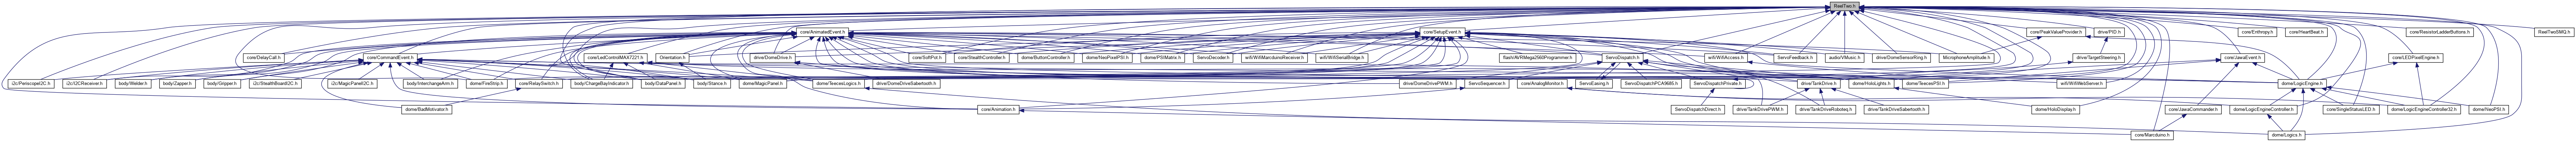 ReelTwo.h
core/AnimatedEvent.h
core/SetupEvent.h
core/PeakValueProvider.h
drive/PID.h
core/Enthropy.h
core/HeartBeat.h
core/ResistorLadderButtons.h
ReelTwoSMQ.h
core/DelayCall.h
core/CommandEvent.h
core/LedControlMAX7221.h
Orientation.h
drive/DomeDrive.h
core/SoftPot.h
core/StealthController.h
dome/ButtonController.h
dome/NeoPixelPSI.h
dome/PSIMatrix.h
ServoDecoder.h
wifi/WifiMarcduinoReceiver.h
wifi/WifiSerialBridge.h
flash/AVRMega2560Programmer.h
ServoDispatch.h
wifi/WifiAccess.h
ServoFeedback.h
audio/VMusic.h
drive/DomeSensorRing.h
MicrophoneAmplitude.h
drive/TargetSteering.h
core/JawaEvent.h
core/LEDPixelEngine.h
i2c/PeriscopeI2C.h
i2c/I2CReceiver.h
body/Welder.h
body/Zapper.h
body/Gripper.h
i2c/StealthBoardI2C.h
i2c/MagicPanelI2C.h
body/InterchangeArm.h
dome/FireStrip.h
core/RelaySwitch.h
body/ChargeBayIndicator.h
body/DataPanel.h
body/Stance.h
dome/MagicPanel.h
dome/TeecesLogics.h
drive/DomeDriveSabertooth.h
drive/DomeDrivePWM.h
ServoSequencer.h
core/AnalogMonitor.h
ServoEasing.h
ServoDispatchPCA9685.h
ServoDispatchPrivate.h
drive/TankDrive.h
dome/HoloLights.h
dome/TeecesPSI.h
wifi/WifiWebServer.h
dome/LogicEngine.h
dome/BadMotivator.h
core/Animation.h
ServoDispatchDirect.h
drive/TankDrivePWM.h
drive/TankDriveRoboteq.h
drive/TankDriveSabertooth.h
dome/HoloDisplay.h
core/JawaCommander.h
dome/LogicEngineController.h
core/SingleStatusLED.h
dome/LogicEngineController32.h
dome/NeoPSI.h
core/Marcduino.h
dome/Logics.h